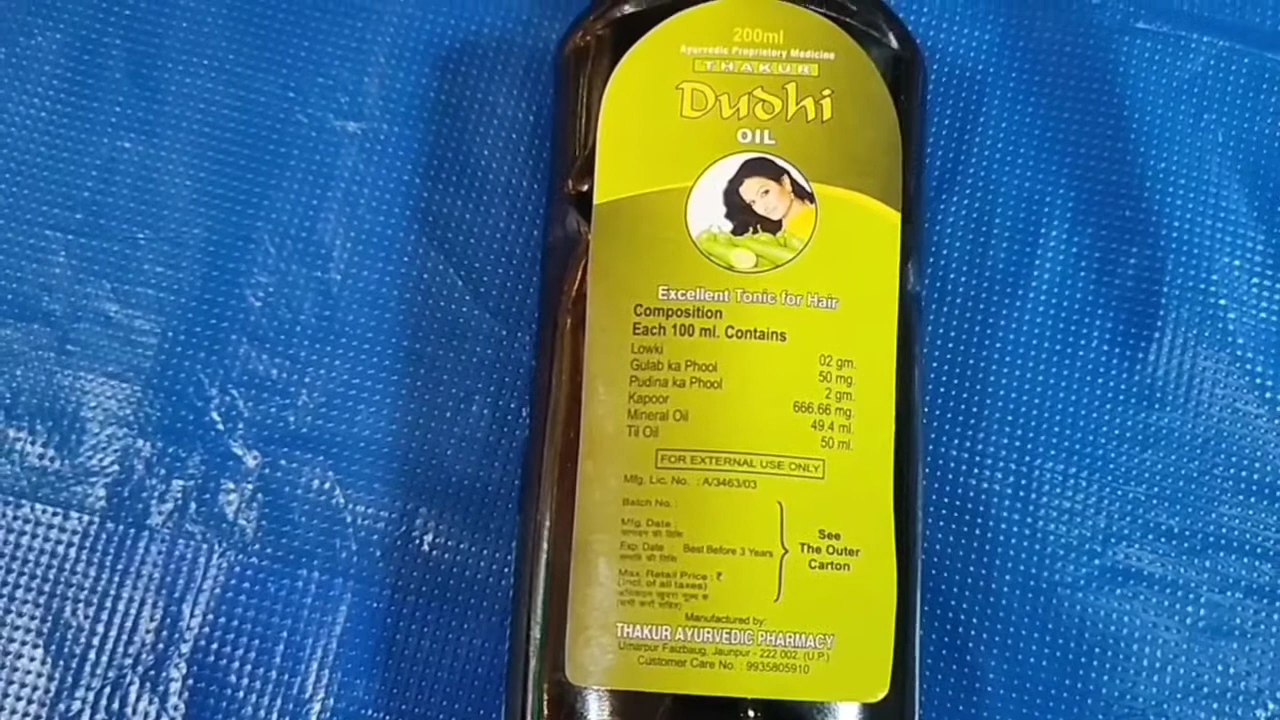 200ml
Ayurvedic Proprietory Medicine
THAKUR
Dudhi
OIL
Excellent Tonic for Hair
Composition
Each 100 ml. Contains
Lowki 02 gm.
Gulab ka Phool 50 mg.
Pudina ka Phool 2 gm.
Kapoor 666.66 mg.
Mineral Oil 49.4 ml.
Til Oil 50 ml.
FOR EXTERNAL USE ONLY
Mfg. Lic. No. : A/3463/03
Batch No. :
Mfg. Date :
Exp. Date : Best Before 3 Years
Max. Retail Price : ₹
(Incl. of all taxes)
(सभी करों सहित)
See
The Outer
Carton
Manufactured by:
THAKUR AYURVEDIC PHARMACY
Umarpur Faizbaug, Jaunpur - 222 002. (U.P.)
Customer Care No. : 9935805910